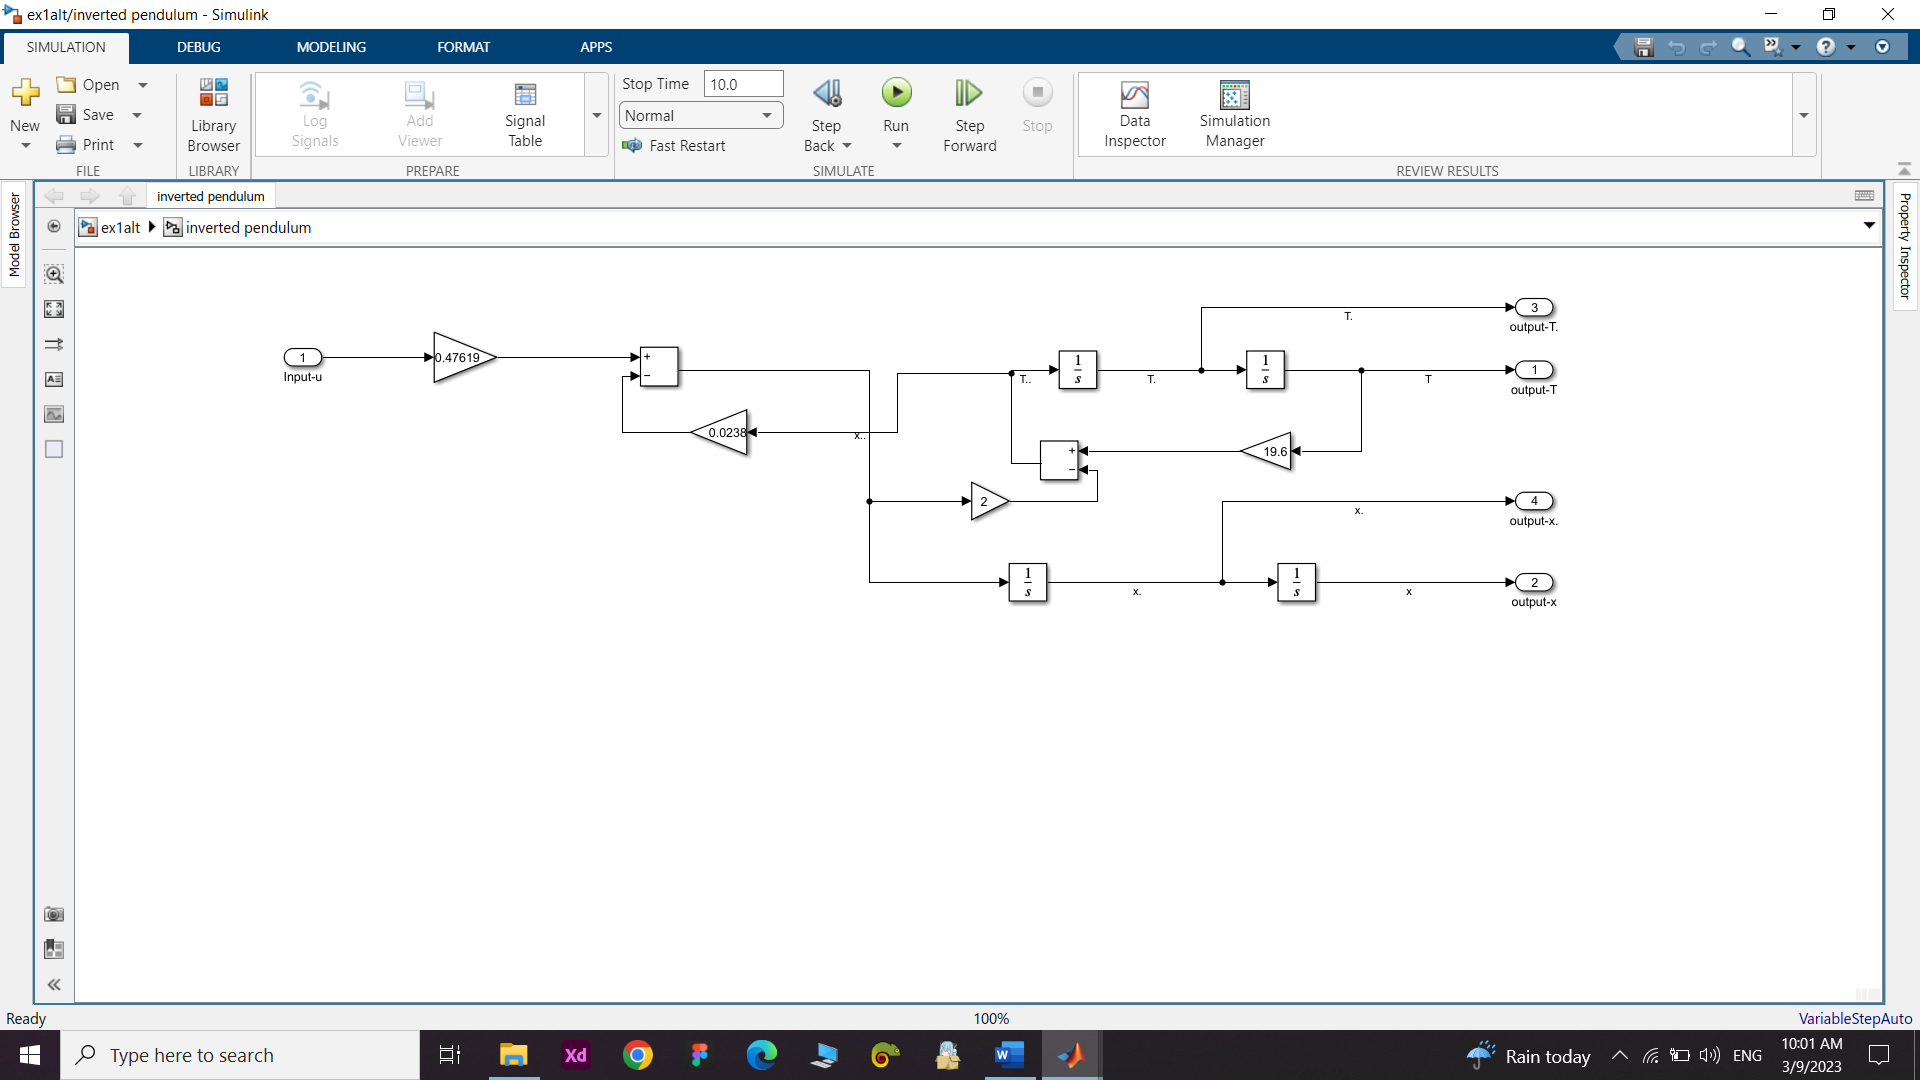 ex1alt/inverted pendulum - Simulink
SIMULATION DEBUG MODELING FORMAT APPS
New
Open
Save
Print
FILE
Library Browser
LIBRARY
Log Signals
Add Viewer
Signal Table
PREPARE
Stop Time 10.0
Normal
Fast Restart
Step Back
Run
Step Forward
Stop
SIMULATE
Data Inspector
Simulation Manager
REVIEW RESULTS
Model Browser
inverted pendulum
Property Inspector
ex1alt inverted pendulum
1
Input-u
0.47619
+
−
0.0238
x..
T..
1
s
T.
1
s
T.
3
output-T.
T
1
output-T
+
−
19.6
2
x.
4
output-x.
1
s
x.
1
s
x
2
output-x
Ready
100%
VariableStepAuto
Type here to search
Xd
W
Rain today
ENG
10:01 AM
3/9/2023